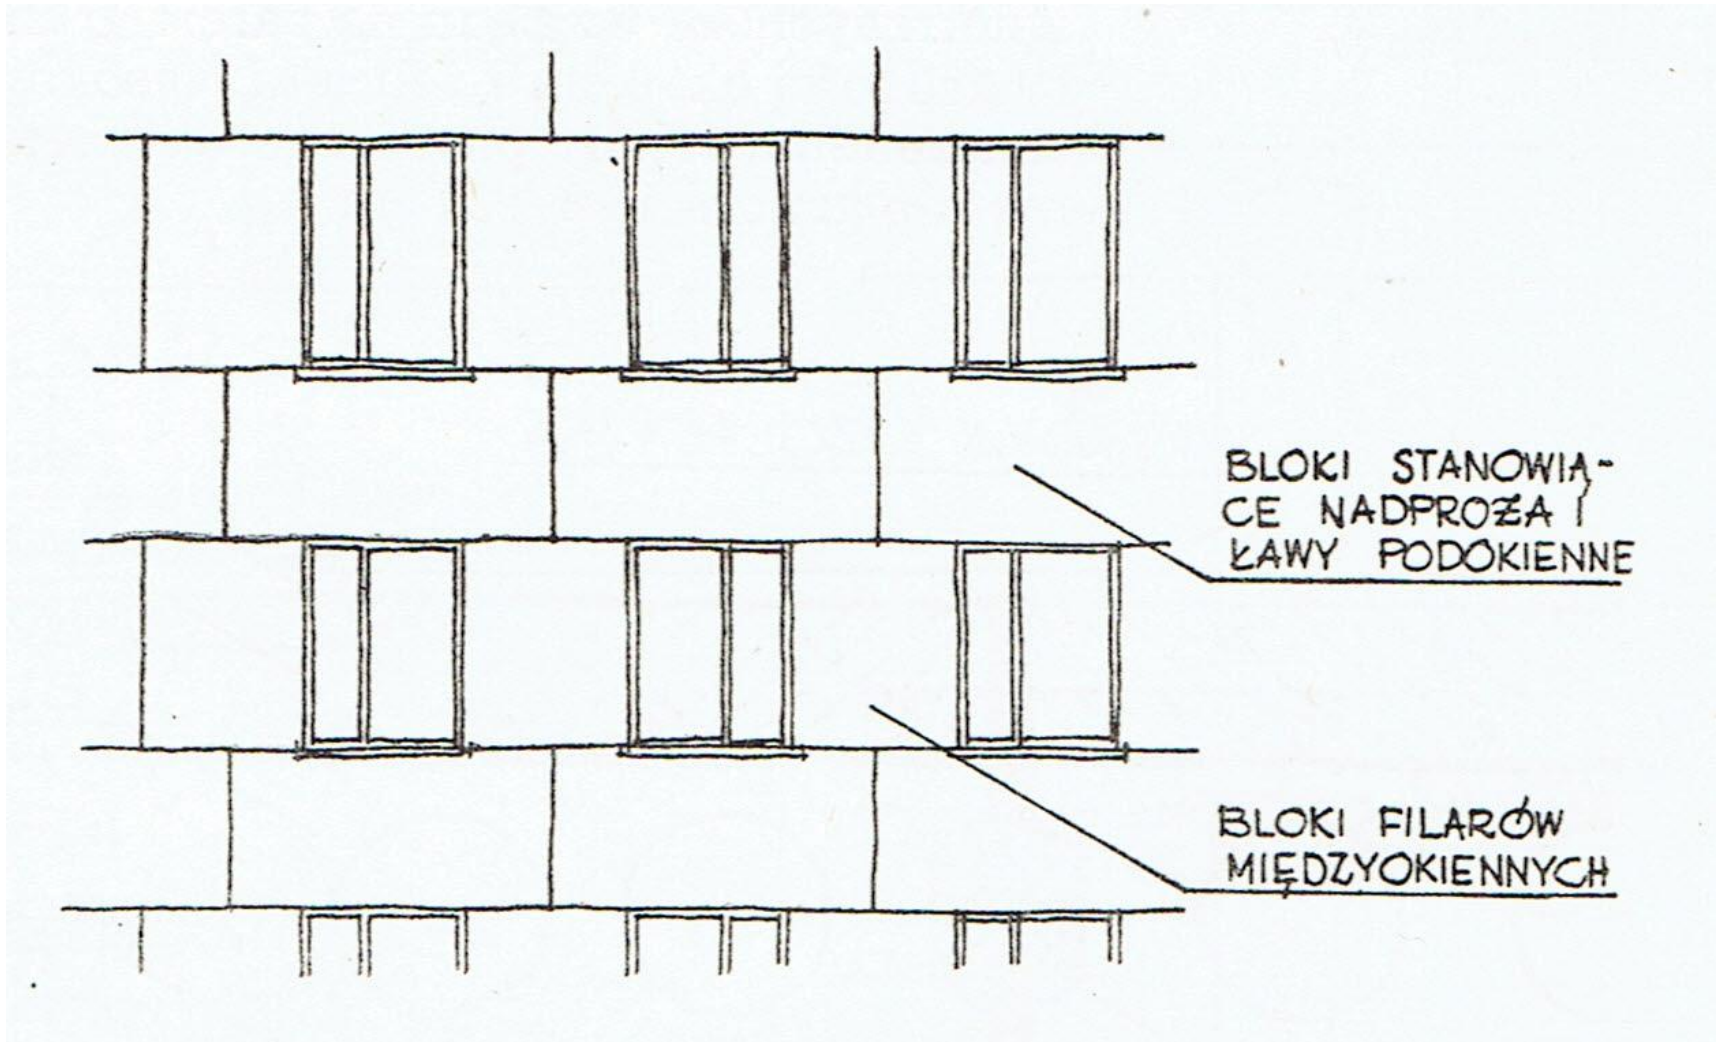 BLOKI STANOWIĄ-
CE NADPROŻA I
ŁAWY PODOKIENNE
BLOKI FILARÓW
MIĘDZYOKIENNYCH